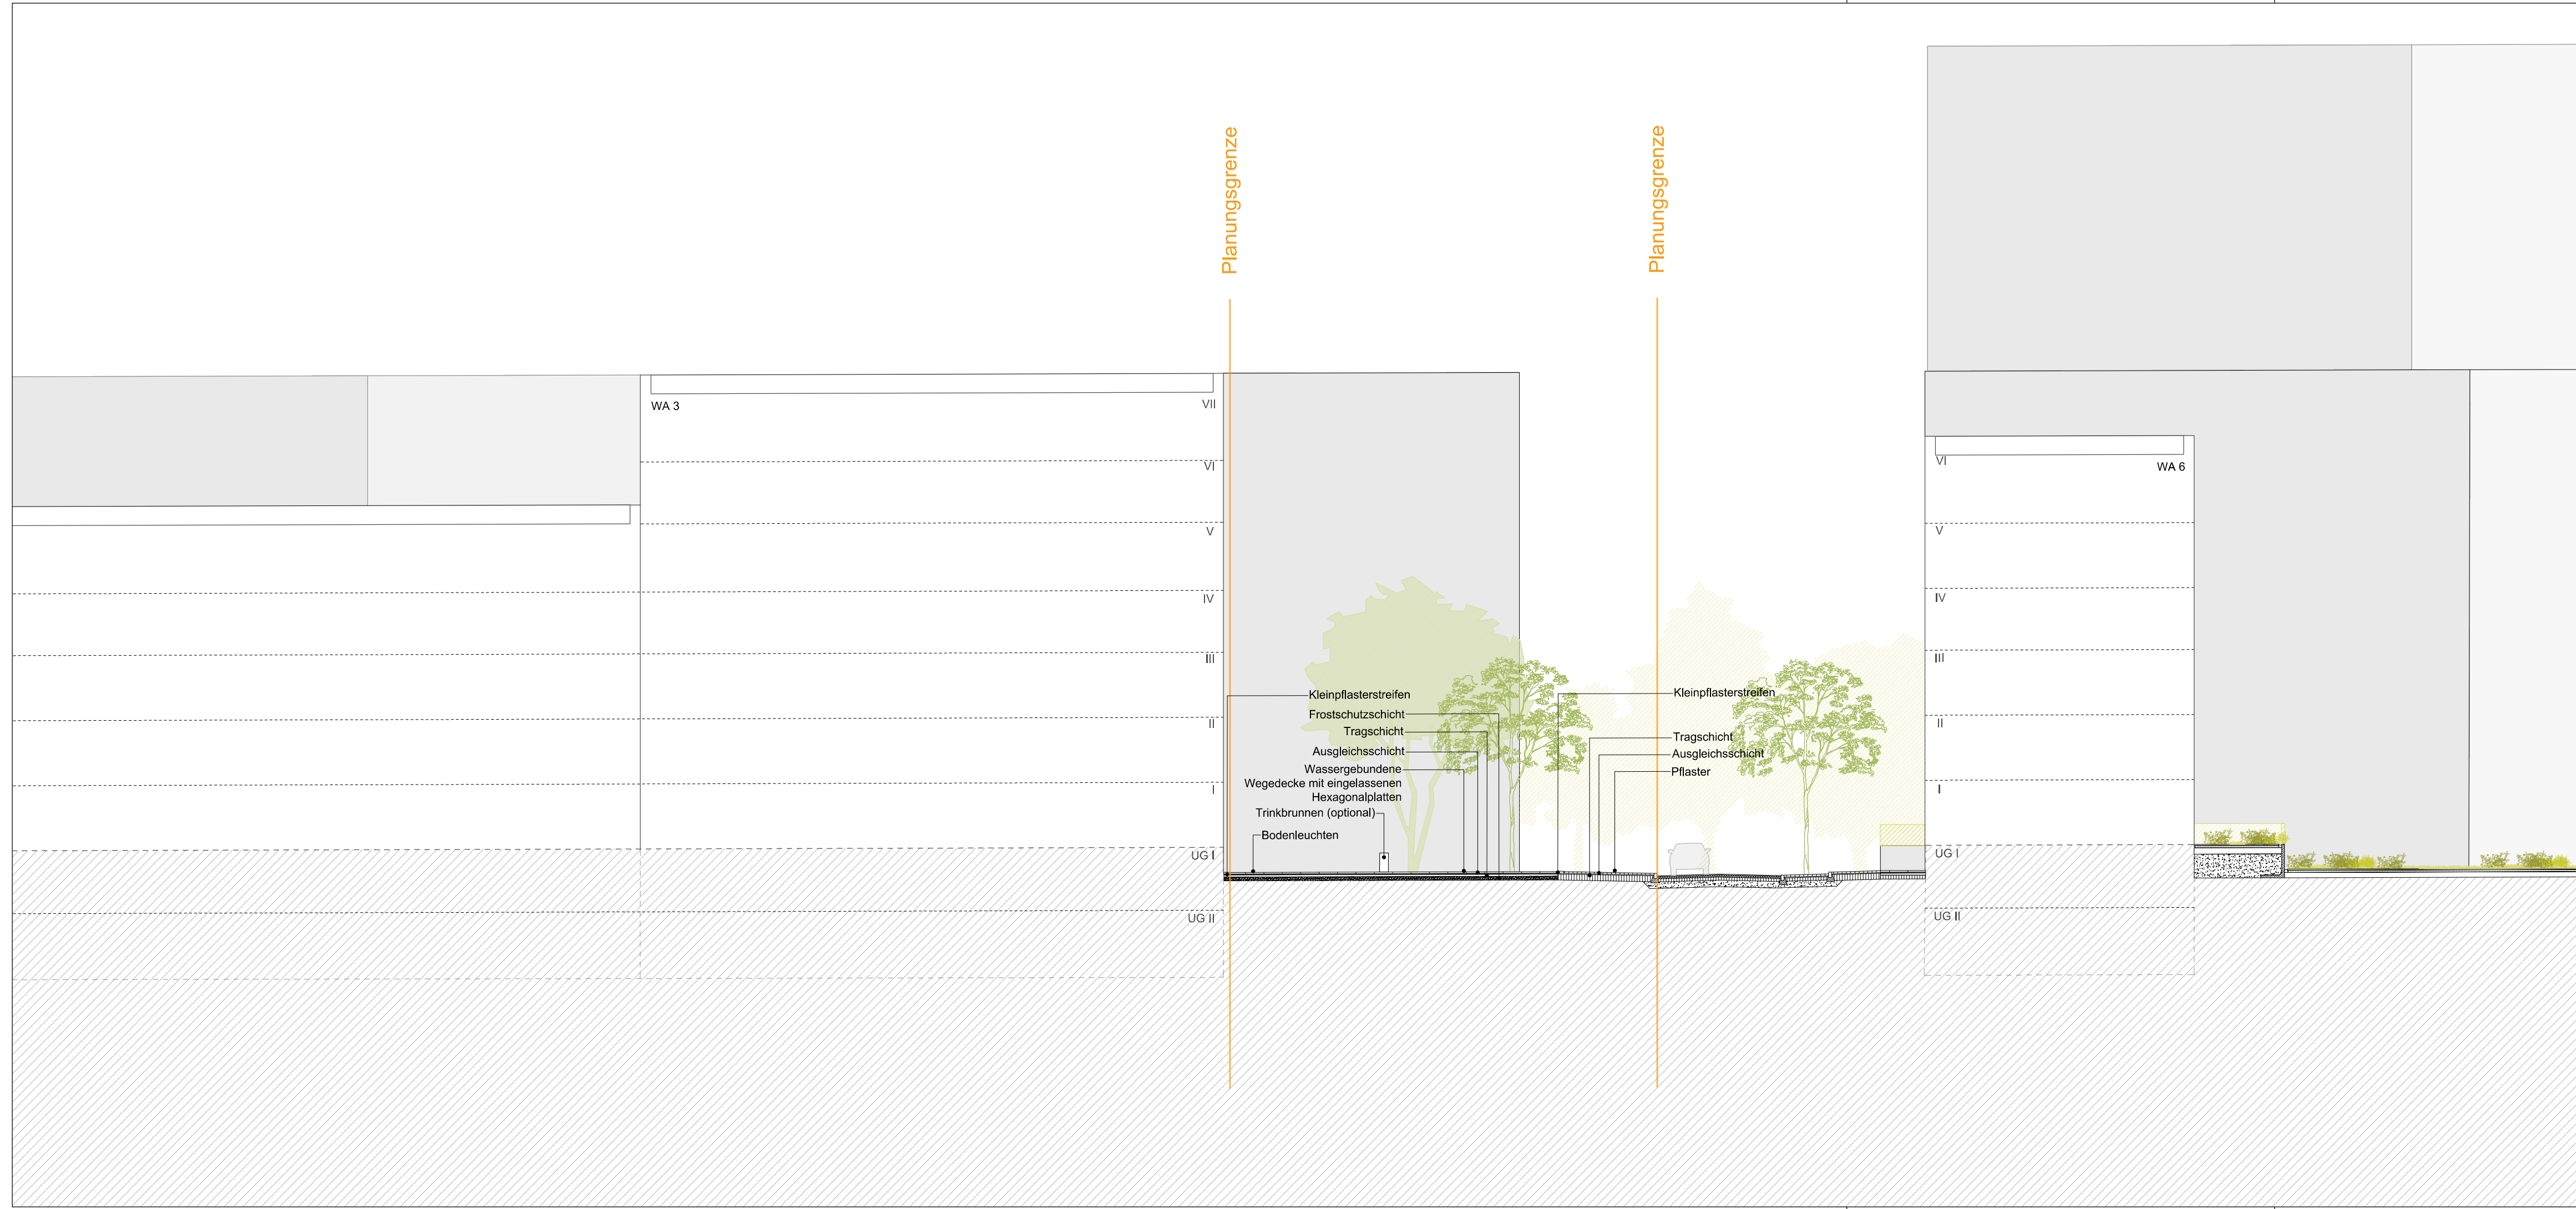 Planungsgrenze
Planungsgrenze
WA 3
VII
VI
V
IV
III
II
I
UG I
UG II
Kleinpflasterstreifen
Frostschutzschicht
Tragschicht
Ausgleichsschicht
Wassergebundene
Wegedecke mit eingelassenen
Hexagonalplatten
Trinkbrunnen (optional)
Bodenleuchten
Kleinpflasterstreifen
Tragschicht
Ausgleichsschicht
Pflaster
VI
WA 6
V
IV
III
II
I
UG I
UG II